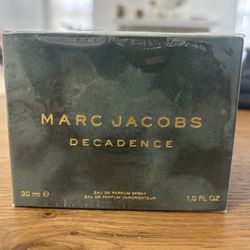 MARC JACOBS
DECADENCE
30 ml ℮
EAU DE PARFUM SPRAY
EAU DE PARFUM VAPORISATEUR
1.0 FL OZ